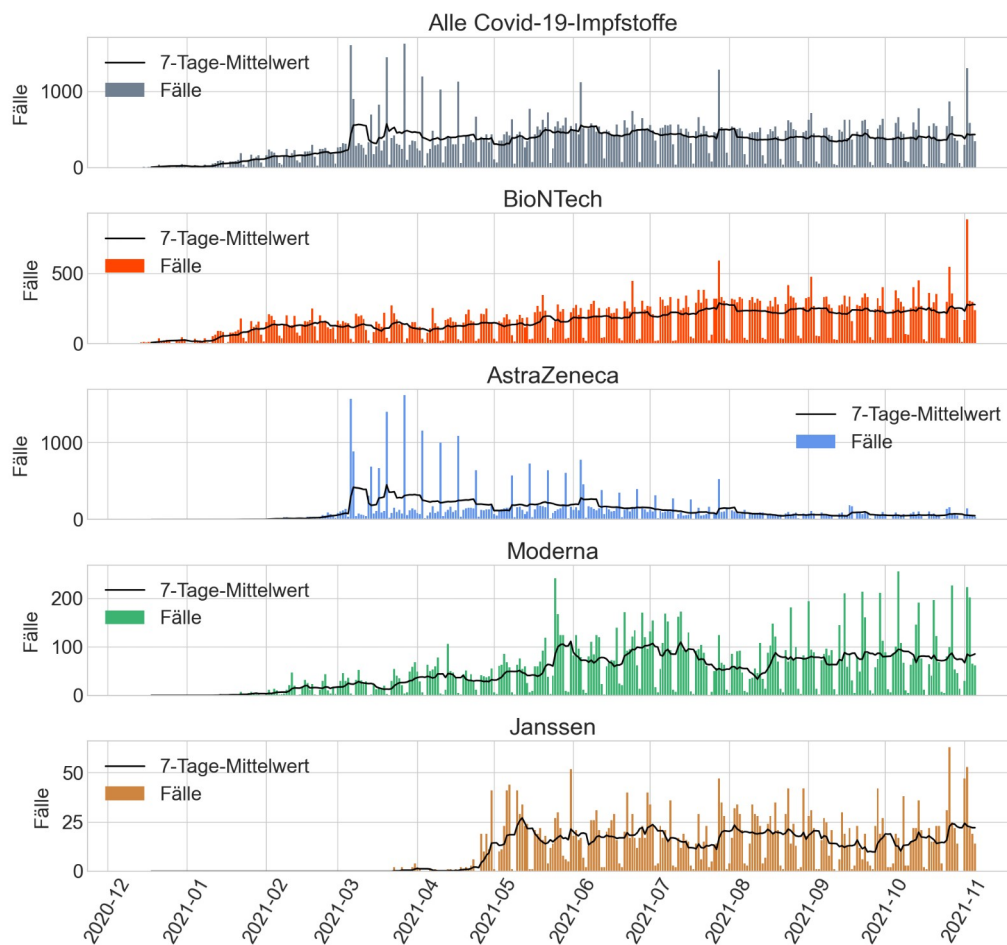 Alle Covid-19-Impfstoffe
Fälle
1000
0
7-Tage-Mittelwert
Fälle
BioNTech
Fälle
500
0
7-Tage-Mittelwert
Fälle
AstraZeneca
Fälle
1000
0
7-Tage-Mittelwert
Fälle
Moderna
Fälle
200
100
0
7-Tage-Mittelwert
Fälle
Janssen
Fälle
50
25
0
7-Tage-Mittelwert
Fälle
2020-12
2021-01
2021-02
2021-03
2021-04
2021-05
2021-06
2021-07
2021-08
2021-09
2021-10
2021-11